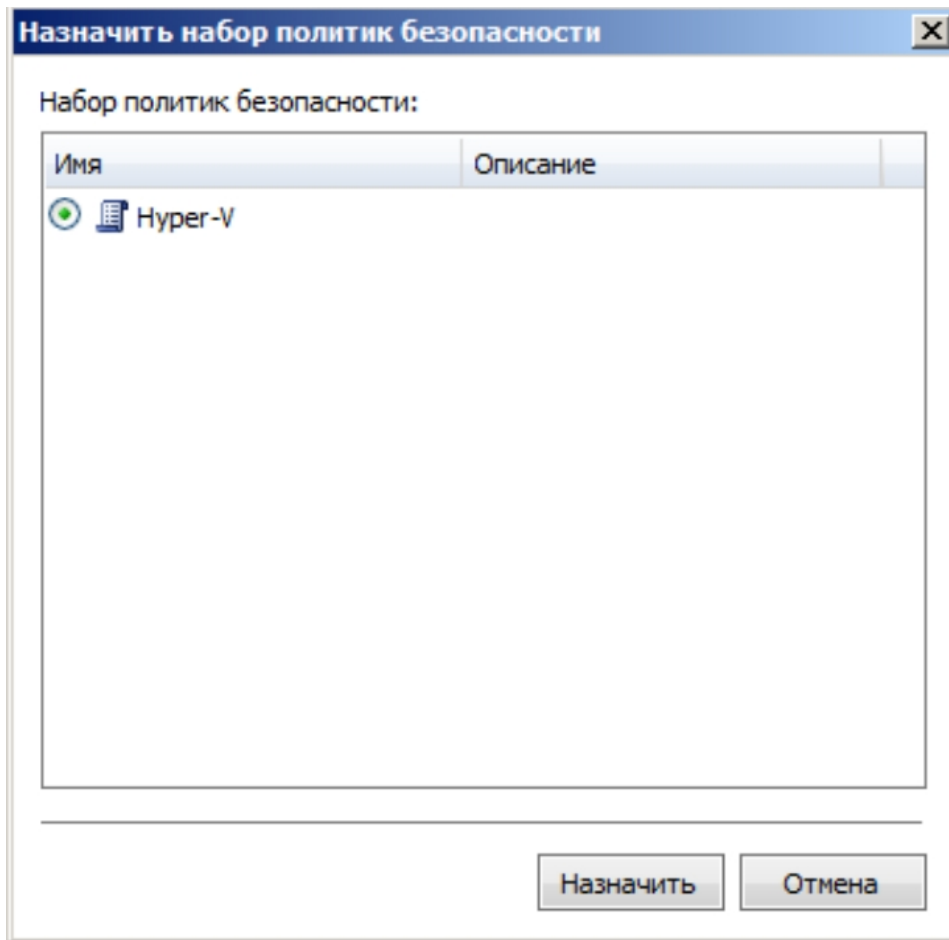 Назначить набор политик безопасности
Набор политик безопасности:
Имя Описание
Hyper-V
Назначить Отмена